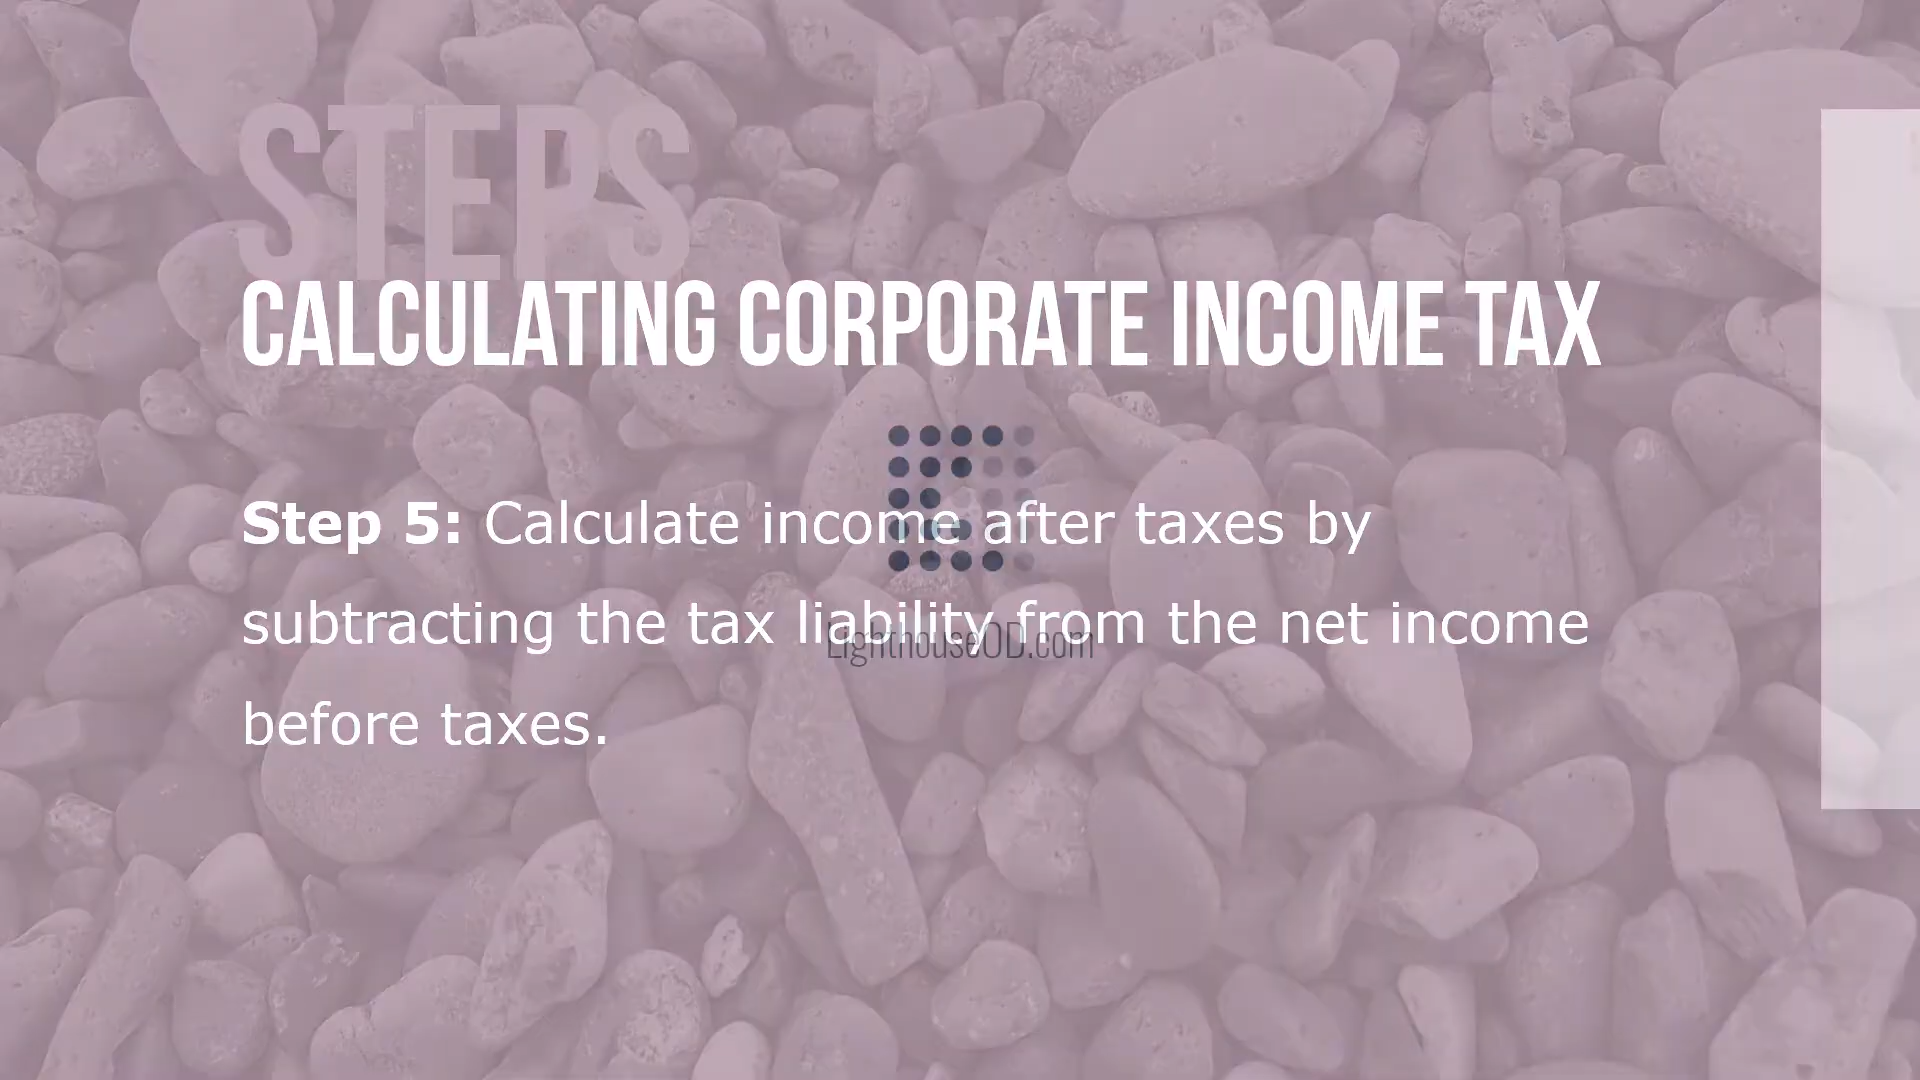 STEPS
CALCULATING CORPORATE INCOME TAX
Step 5: Calculate income after taxes by
subtracting the tax liability from the net income
before taxes.
LighthouseOD.com